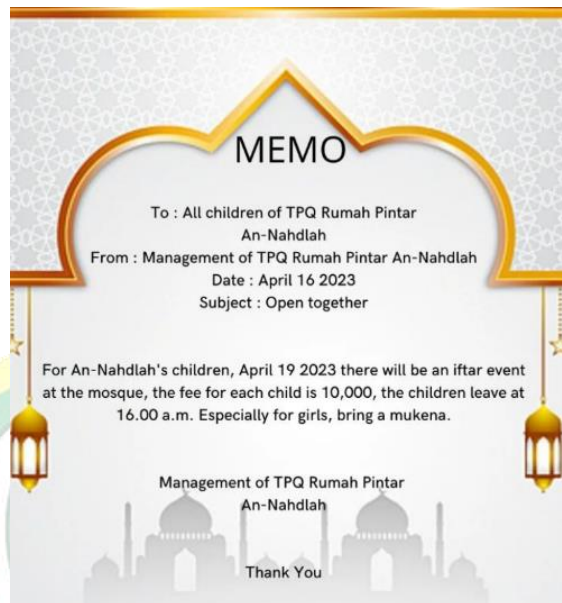 MEMO
To : All children of TPQ Rumah Pintar
An-Nahdlah
From : Management of TPQ Rumah Pintar An-Nahdlah
Date : April 16 2023
Subject : Open together
For An-Nahdlah's children, April 19 2023 there will be an iftar event
at the mosque, the fee for each child is 10,000, the children leave at
16.00 a.m. Especially for girls, bring a mukena.
Management of TPQ Rumah Pintar
An-Nahdlah
Thank You